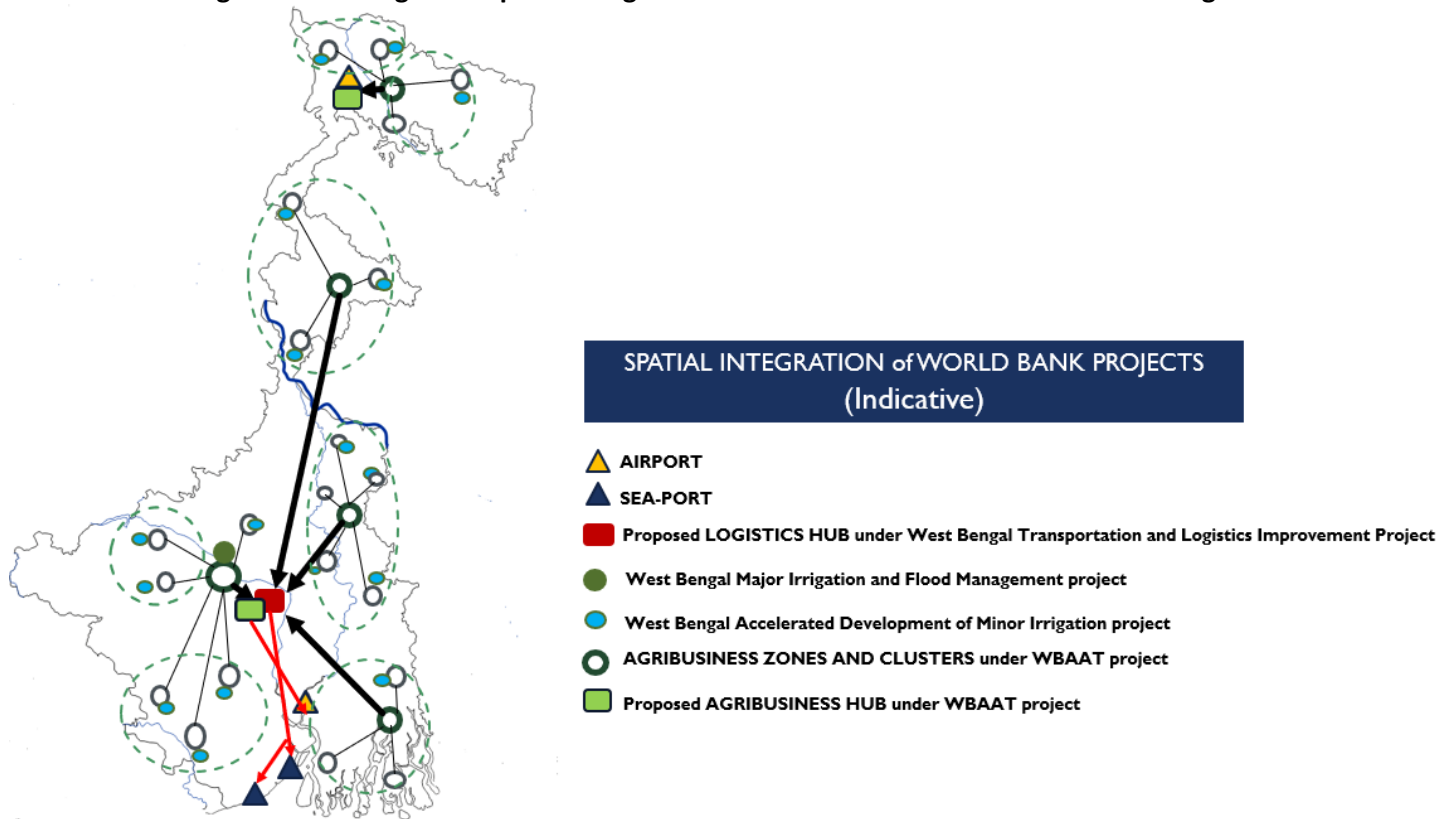 SPATIAL INTEGRATION of WORLD BANK PROJECTS
(Indicative)
AIRPORT
SEA-PORT
Proposed LOGISTICS HUB under West Bengal Transportation and Logistics Improvement Project
West Bengal Major Irrigation and Flood Management project
West Bengal Accelerated Development of Minor Irrigation project
AGRIBUSINESS ZONES AND CLUSTERS under WBAAT project
Proposed AGRIBUSINESS HUB under WBAAT project